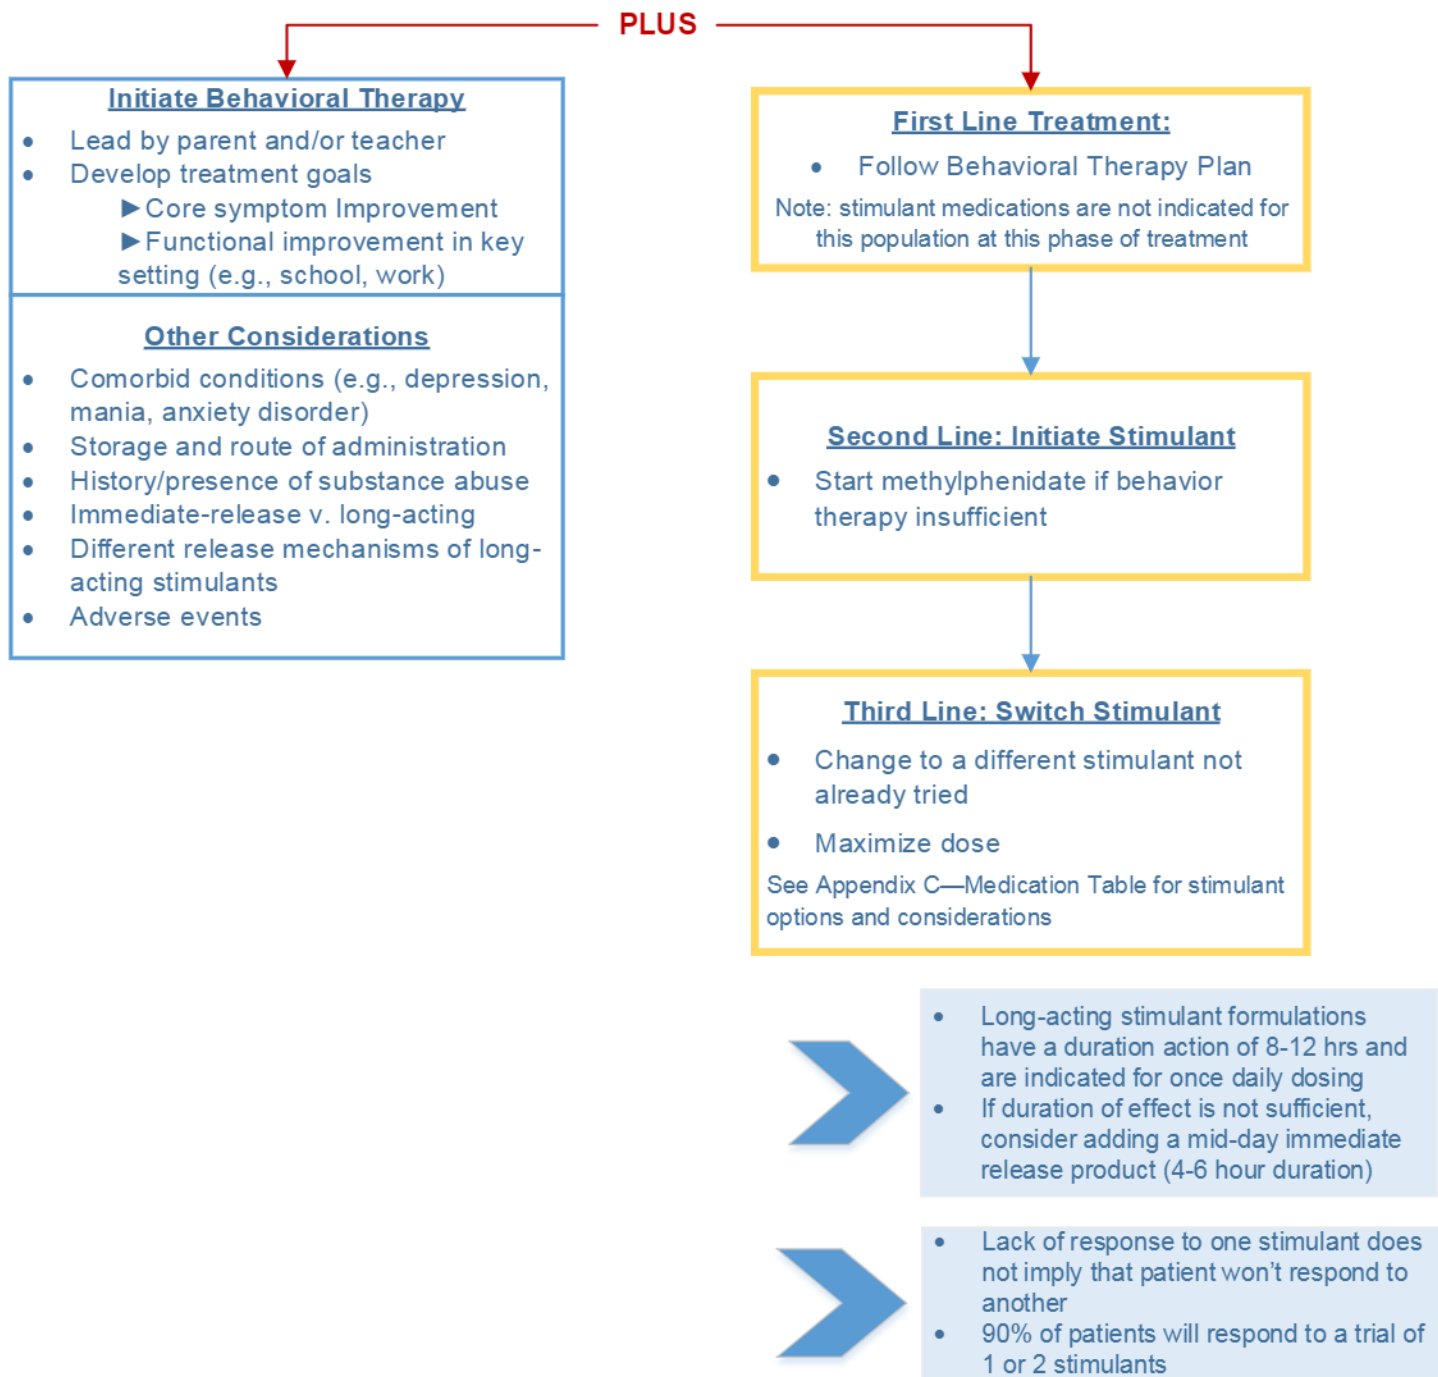 PLUS
Initiate Behavioral Therapy
• Lead by parent and/or teacher
• Develop treatment goals
►Core symptom Improvement
►Functional improvement in key
setting (e.g., school, work)
Other Considerations
• Comorbid conditions (e.g., depression,
mania, anxiety disorder)
• Storage and route of administration
• History/presence of substance abuse
• Immediate-release v. long-acting
• Different release mechanisms of long-
acting stimulants
• Adverse events
First Line Treatment:
• Follow Behavioral Therapy Plan
Note: stimulant medications are not indicated for
this population at this phase of treatment
Second Line: Initiate Stimulant
• Start methylphenidate if behavior
therapy insufficient
Third Line: Switch Stimulant
• Change to a different stimulant not
already tried
• Maximize dose
See Appendix C—Medication Table for stimulant
options and considerations
• Long-acting stimulant formulations
have a duration action of 8-12 hrs and
are indicated for once daily dosing
• If duration of effect is not sufficient,
consider adding a mid-day immediate
release product (4-6 hour duration)
• Lack of response to one stimulant does
not imply that patient won't respond to
another
• 90% of patients will respond to a trial of
1 or 2 stimulants